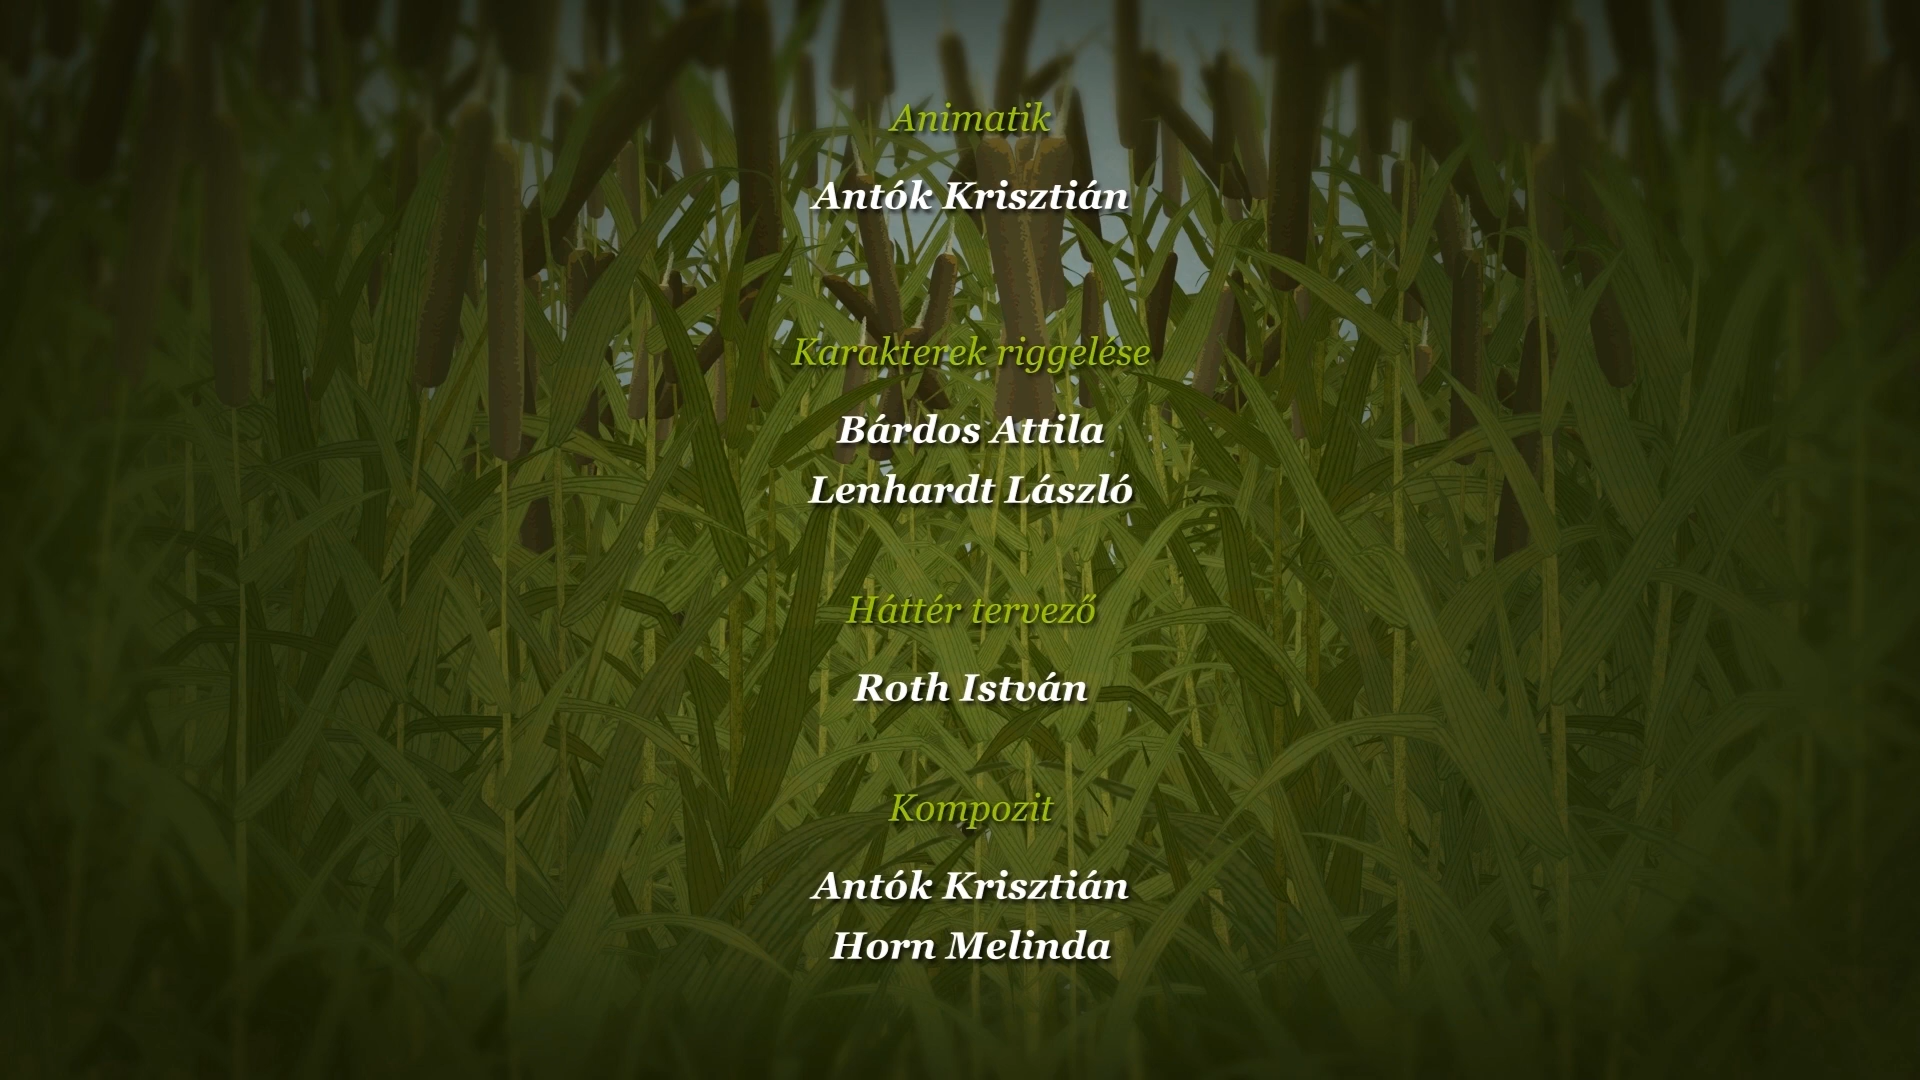 Animatik
Antók Krisztián
Karakterek riggelése
Bárdos Attila
Lenhardt László
Háttér tervező
Roth István
Kompozit
Antók Krisztián
Horn Melinda